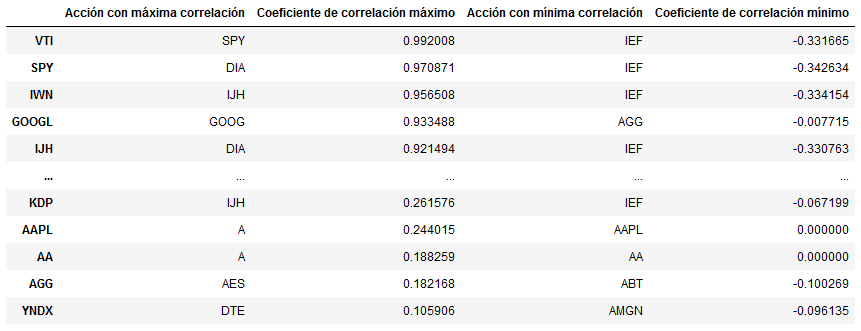 Acción con máxima correlación Coeficiente de correlación máximo Acción con mínima correlación Coeficiente de correlación mínimo
VTI SPY 0.992008 IEF -0.331665
SPY DIA 0.970871 IEF -0.342634
IWN IJH 0.956508 IEF -0.334154
GOOGL GOOG 0.933488 AGG -0.007715
IJH DIA 0.921494 IEF -0.330763
... ... ... ... ...
KDP IJH 0.261576 IEF -0.067199
AAPL A 0.244015 AAPL 0.000000
AA A 0.188259 AA 0.000000
AGG AES 0.182168 ABT -0.100269
YNDX DTE 0.105906 AMGN -0.096135